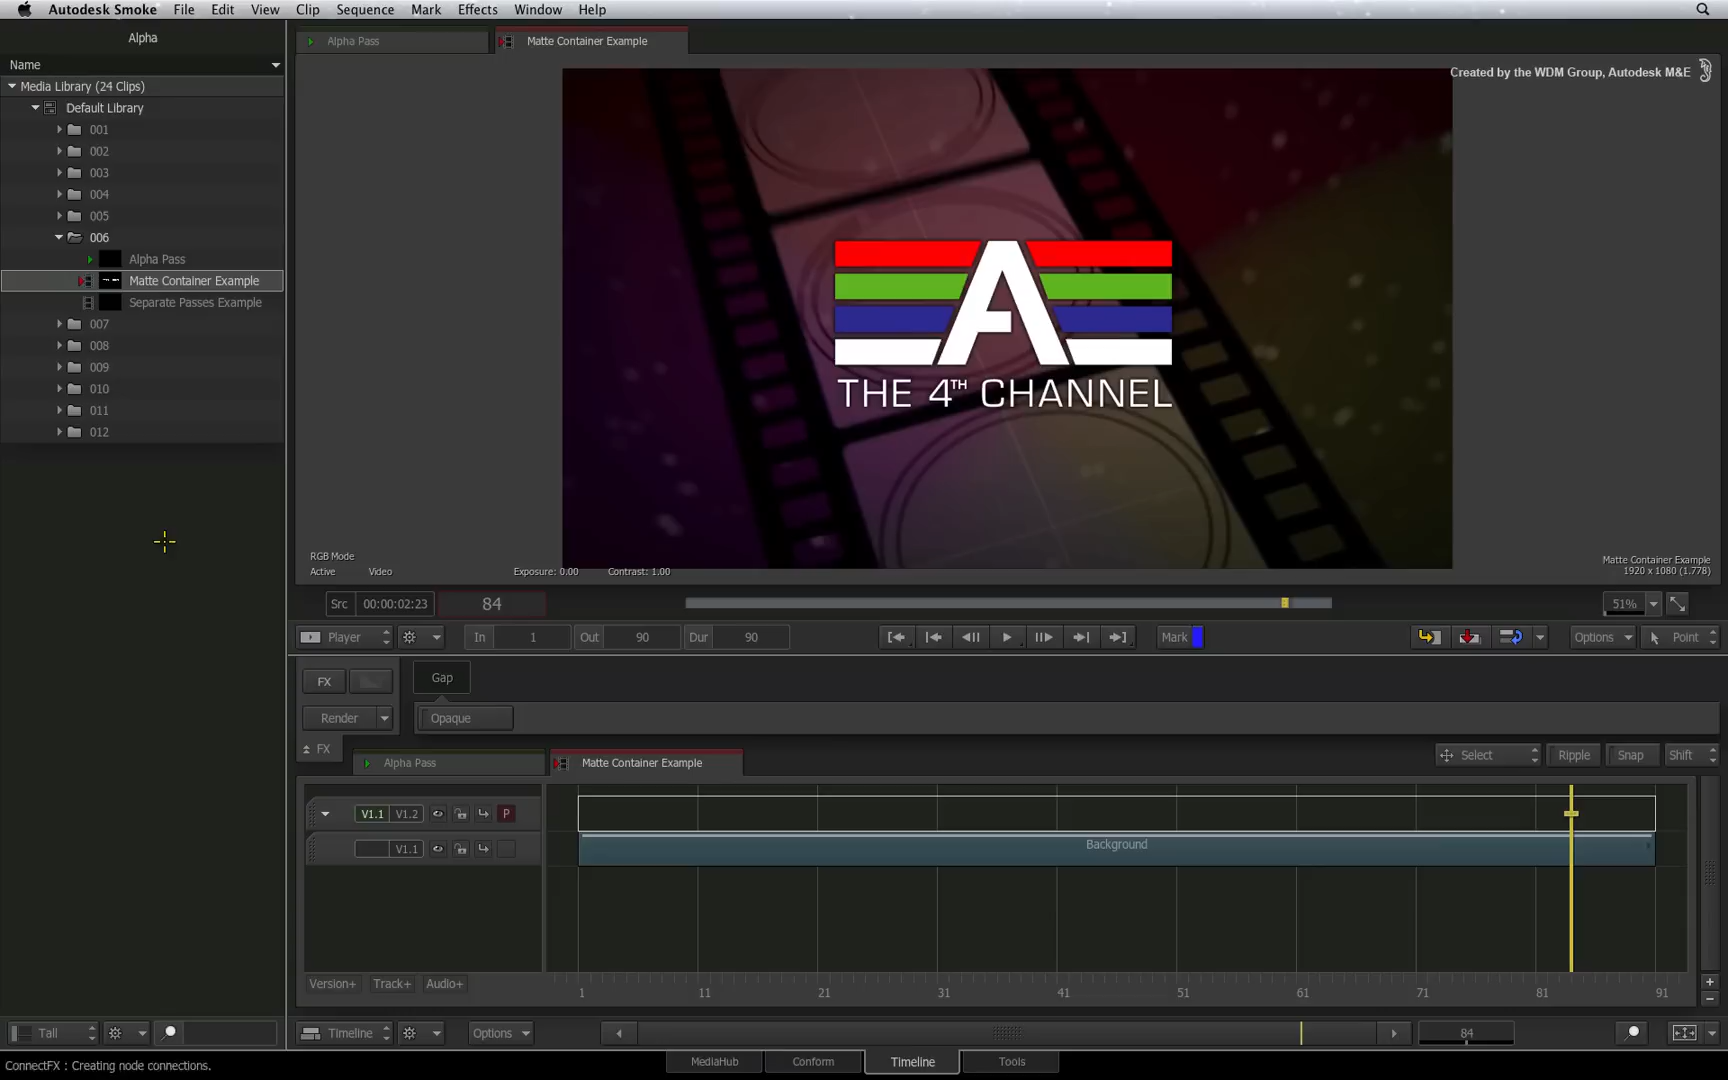 Autodesk Smoke File Edit View Clip Sequence Mark Effects Window Help
Alpha
Name
Media Library (24 Clips)
Default Library
001
002
003
004
005
006
Alpha Pass
Matte Container Example
Separate Passes Example
007
008
009
010
011
012
Alpha Pass Matte Container Example
Created by the WDM Group, Autodesk M&E
A
THE 4TH CHANNEL
RGB Mode
Active Video Exposure: 0.00 Contrast: 1.00
Matte Container Example
1920 x 1080 (1.778)
Src 00:00:02:23 84 51%
Player In 1 Out 90 Dur 90 Mark Options Point
FX Gap
Render Opaque
FX
Alpha Pass Matte Container Example Select Ripple Snap Shift
V1.1 V1.2 P
V1.1 Background
Version+ Track+ Audio+
1 11 21 31 41 51 61 71 81 91
Tall Timeline Options 84
ConnectFX : Creating node connections. MediaHub Conform Timeline Tools